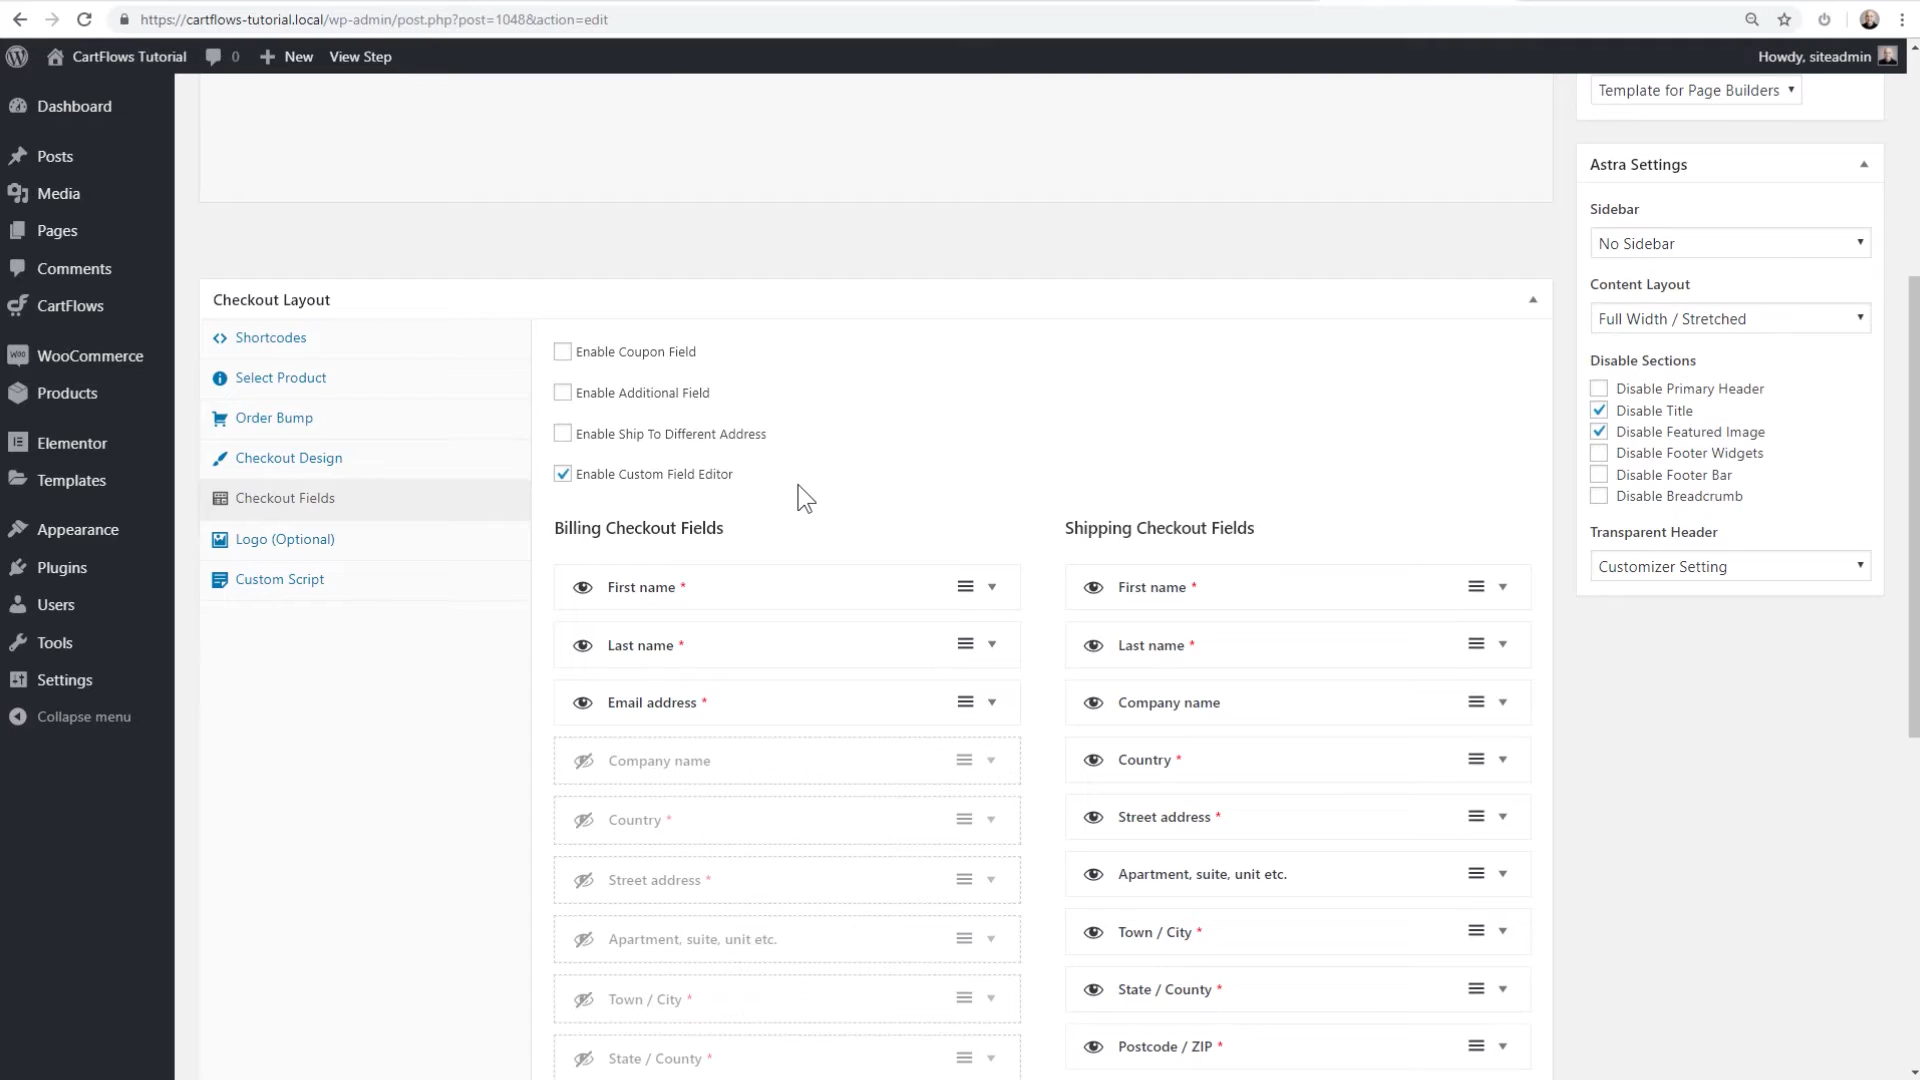 https://cartflows-tutorial.local/wp-admin/post.php?post=1048&action=edit
CartFlows Tutorial
0
New
View Step
Howdy, siteadmin
Dashboard
Posts
Media
Pages
Comments
CartFlows
WOO
WooCommerce
Products
Elementor
Templates
Appearance
Plugins
Users
Tools
Settings
Collapse menu
Checkout Layout
Shortcodes
Select Product
Order Bump
Checkout Design
Checkout Fields
Logo (Optional)
Custom Script
Enable Coupon Field
Enable Additional Field
Enable Ship To Different Address
Enable Custom Field Editor
Billing Checkout Fields
First name *
Last name *
Email address *
Company name
Country *
Street address *
Apartment, suite, unit etc.
Town / City *
State / County *
Shipping Checkout Fields
First name *
Last name *
Company name
Country *
Street address *
Apartment, suite, unit etc.
Town / City *
State / County *
Postcode / ZIP *
Template for Page Builders
Astra Settings
Sidebar
No Sidebar
Content Layout
Full Width / Stretched
Disable Sections
Disable Primary Header
Disable Title
Disable Featured Image
Disable Footer Widgets
Disable Footer Bar
Disable Breadcrumb
Transparent Header
Customizer Setting